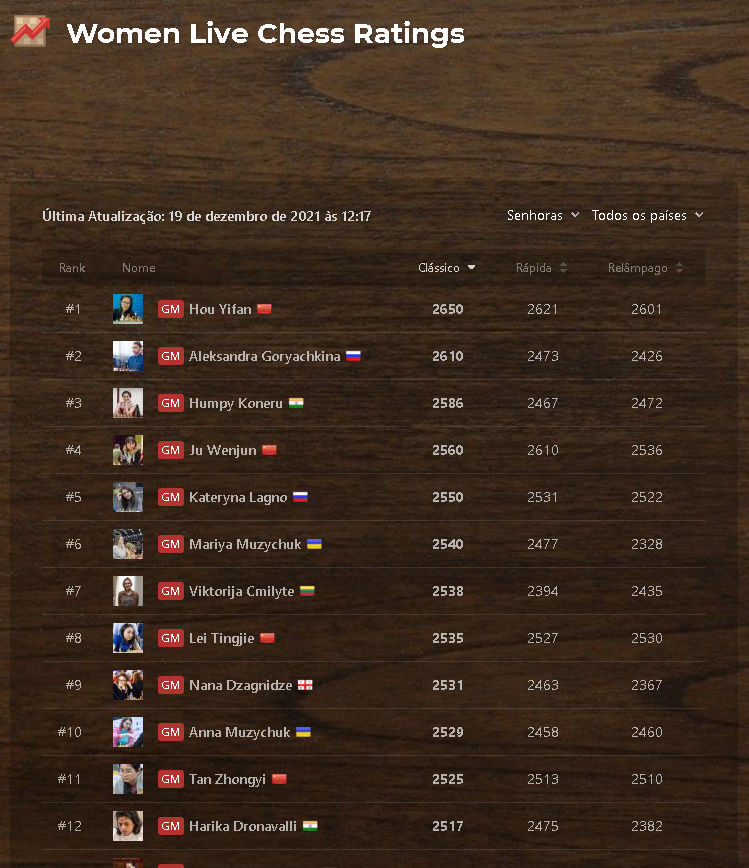 Women Live Chess Ratings
Última Atualização: 19 de dezembro de 2021 às 12:17 Senhoras Todos os países
Rank Nome Clássico Rápida Relâmpago
#1 GM Hou Yifan 2650 2621 2601
#2 GM Aleksandra Goryachkina 2610 2473 2426
#3 GM Humpy Koneru 2586 2467 2472
#4 GM Ju Wenjun 2560 2610 2536
#5 GM Kateryna Lagno 2550 2531 2522
#6 GM Mariya Muzychuk 2540 2477 2328
#7 GM Viktorija Cmilyte 2538 2394 2435
#8 GM Lei Tingjie 2535 2527 2530
#9 GM Nana Dzagnidze 2531 2463 2367
#10 GM Anna Muzychuk 2529 2458 2460
#11 GM Tan Zhongyi 2525 2513 2510
#12 GM Harika Dronavalli 2517 2475 2382